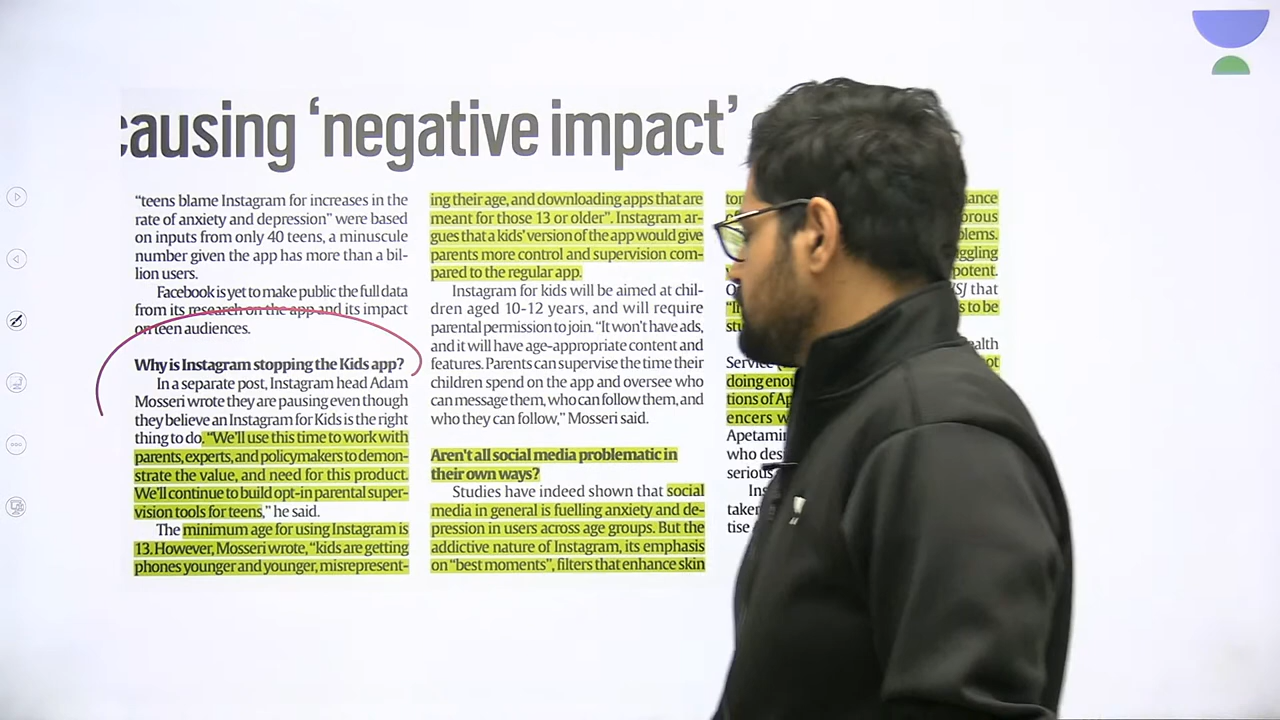 causing ‘negative impact’
“teens blame Instagram for increases in the
rate of anxiety and depression” were based
on inputs from only 40 teens, a minuscule
number given the app has more than a bil-
lion users.
Facebook is yet to make public the full data
from its research on the app and its impact
on teen audiences.
Why is Instagram stopping the Kids app?
In a separate post, Instagram head Adam
Mosseri wrote they are pausing even though
they believe an Instagram for Kids is the right
thing to do. “We’ll use this time to work with
parents, experts, and policymakers to demon-
strate the value, and need for this product.
We’ll continue to build opt-in parental super-
vision tools for teens,” he said.
The minimum age for using Instagram is
13. However, Mosseri wrote, “kids are getting
phones younger and younger, misrepresent-
ing their age, and downloading apps that are
meant for those 13 or older”. Instagram ar-
gues that a kids’ version of the app would give
parents more control and supervision com-
pared to the regular app.
Instagram for kids will be aimed at chil-
dren aged 10-12 years, and will require
parental permission to join. “It won’t have ads,
and it will have age-appropriate content and
features. Parents can supervise the time their
children spend on the app and oversee who
can message them, who can follow them, and
who they can follow,” Mosseri said.
Aren't all social media problematic in
their own ways?
Studies have indeed shown that social
media in general is fuelling anxiety and de-
pression in users across age groups. But the
addictive nature of Instagram, its emphasis
on “best moments”, filters that enhance skin
that
to be
Service
doing
tions of
who
serious